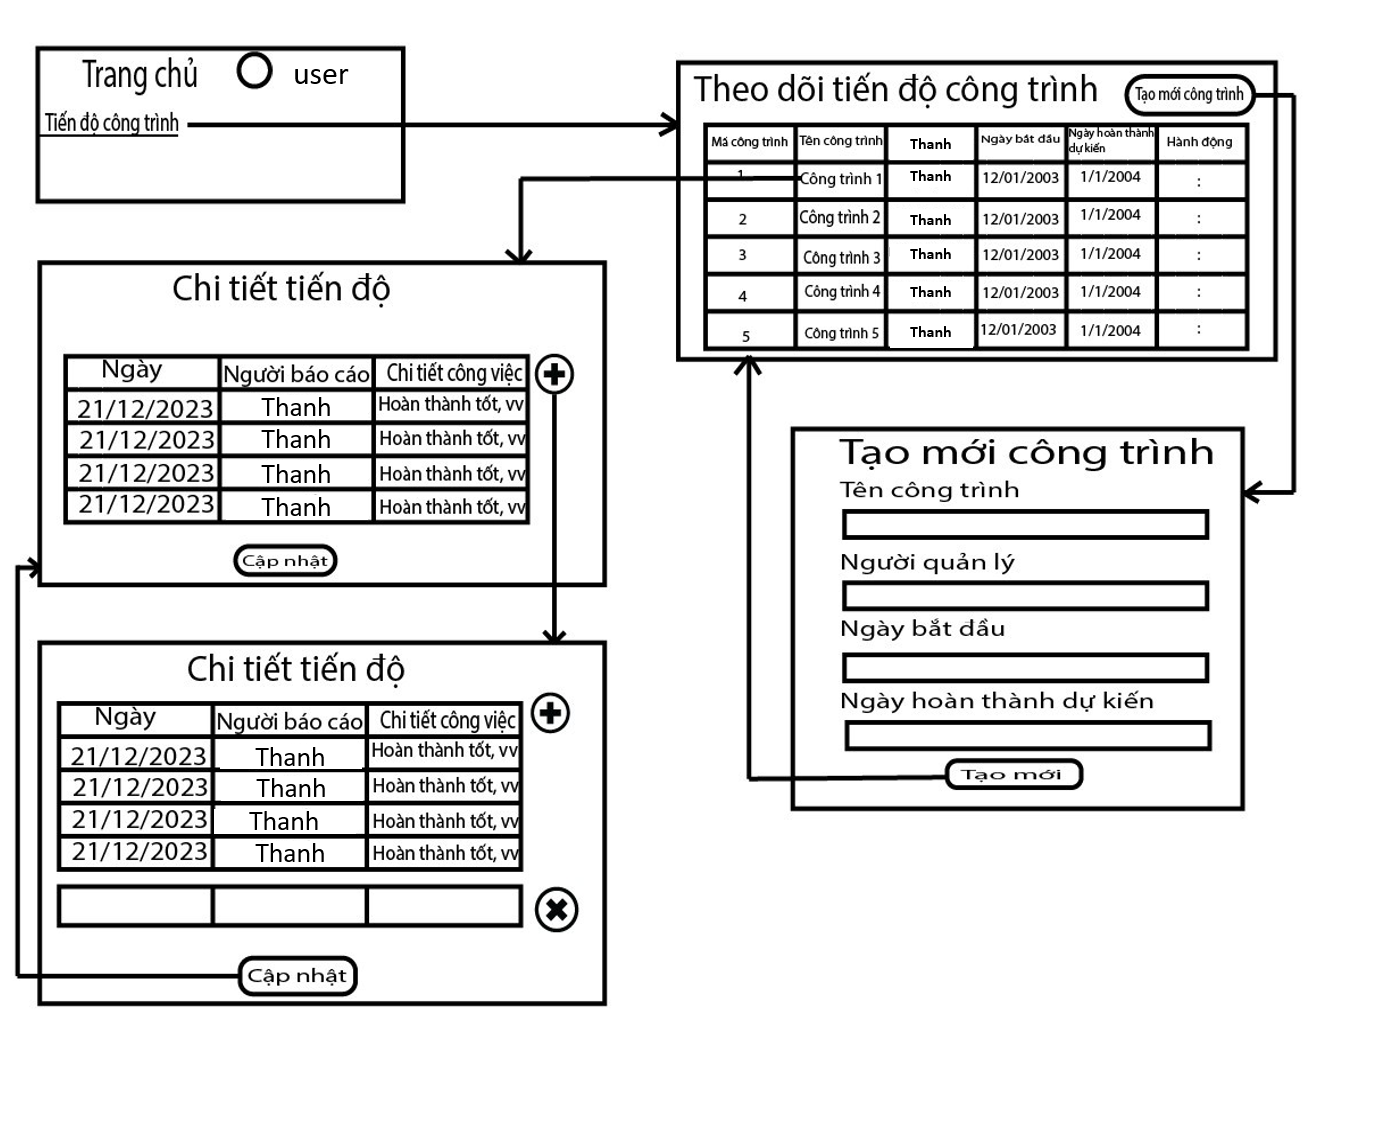 Trang chủ
user
Tiến độ công trình
Theo dõi tiến độ công trình
Tạo mới công trình
Mã công trình Tên công trình Thanh Ngày bắt đầu Ngày hoàn thành
dự kiến Hành động
1 Công trình 1 Thanh 12/01/2003 1/1/2004 :
2 Công trình 2 Thanh 12/01/2003 1/1/2004 :
3 Công trình 3 Thanh 12/01/2003 1/1/2004 :
4 Công trình 4 Thanh 12/01/2003 1/1/2004 :
5 Công trình 5 Thanh 12/01/2003 1/1/2004 :
Chi tiết tiến độ
Ngày Người báo cáo Chi tiết công việc
21/12/2023 Thanh Hoàn thành tốt, vv
21/12/2023 Thanh Hoàn thành tốt, vv
21/12/2023 Thanh Hoàn thành tốt, vv
21/12/2023 Thanh Hoàn thành tốt, vv
Cập nhật
Tạo mới công trình
Tên công trình
Người quản lý
Ngày bắt đầu
Ngày hoàn thành dự kiến
Tạo mới
Chi tiết tiến độ
Ngày Người báo cáo Chi tiết công việc
21/12/2023 Thanh Hoàn thành tốt, vv
21/12/2023 Thanh Hoàn thành tốt, vv
21/12/2023 Thanh Hoàn thành tốt, vv
21/12/2023 Thanh Hoàn thành tốt, vv
Cập nhật